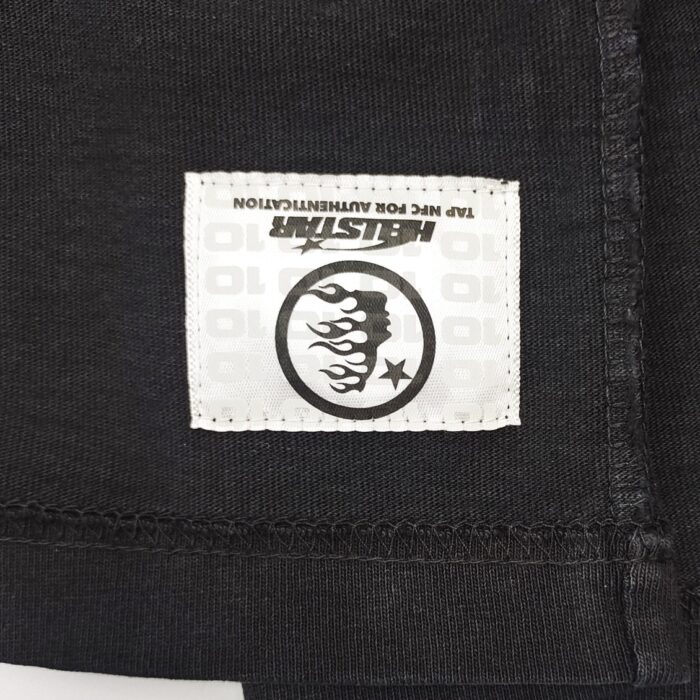 HELLSTAR
TAP NFC FOR AUTHENTICATION